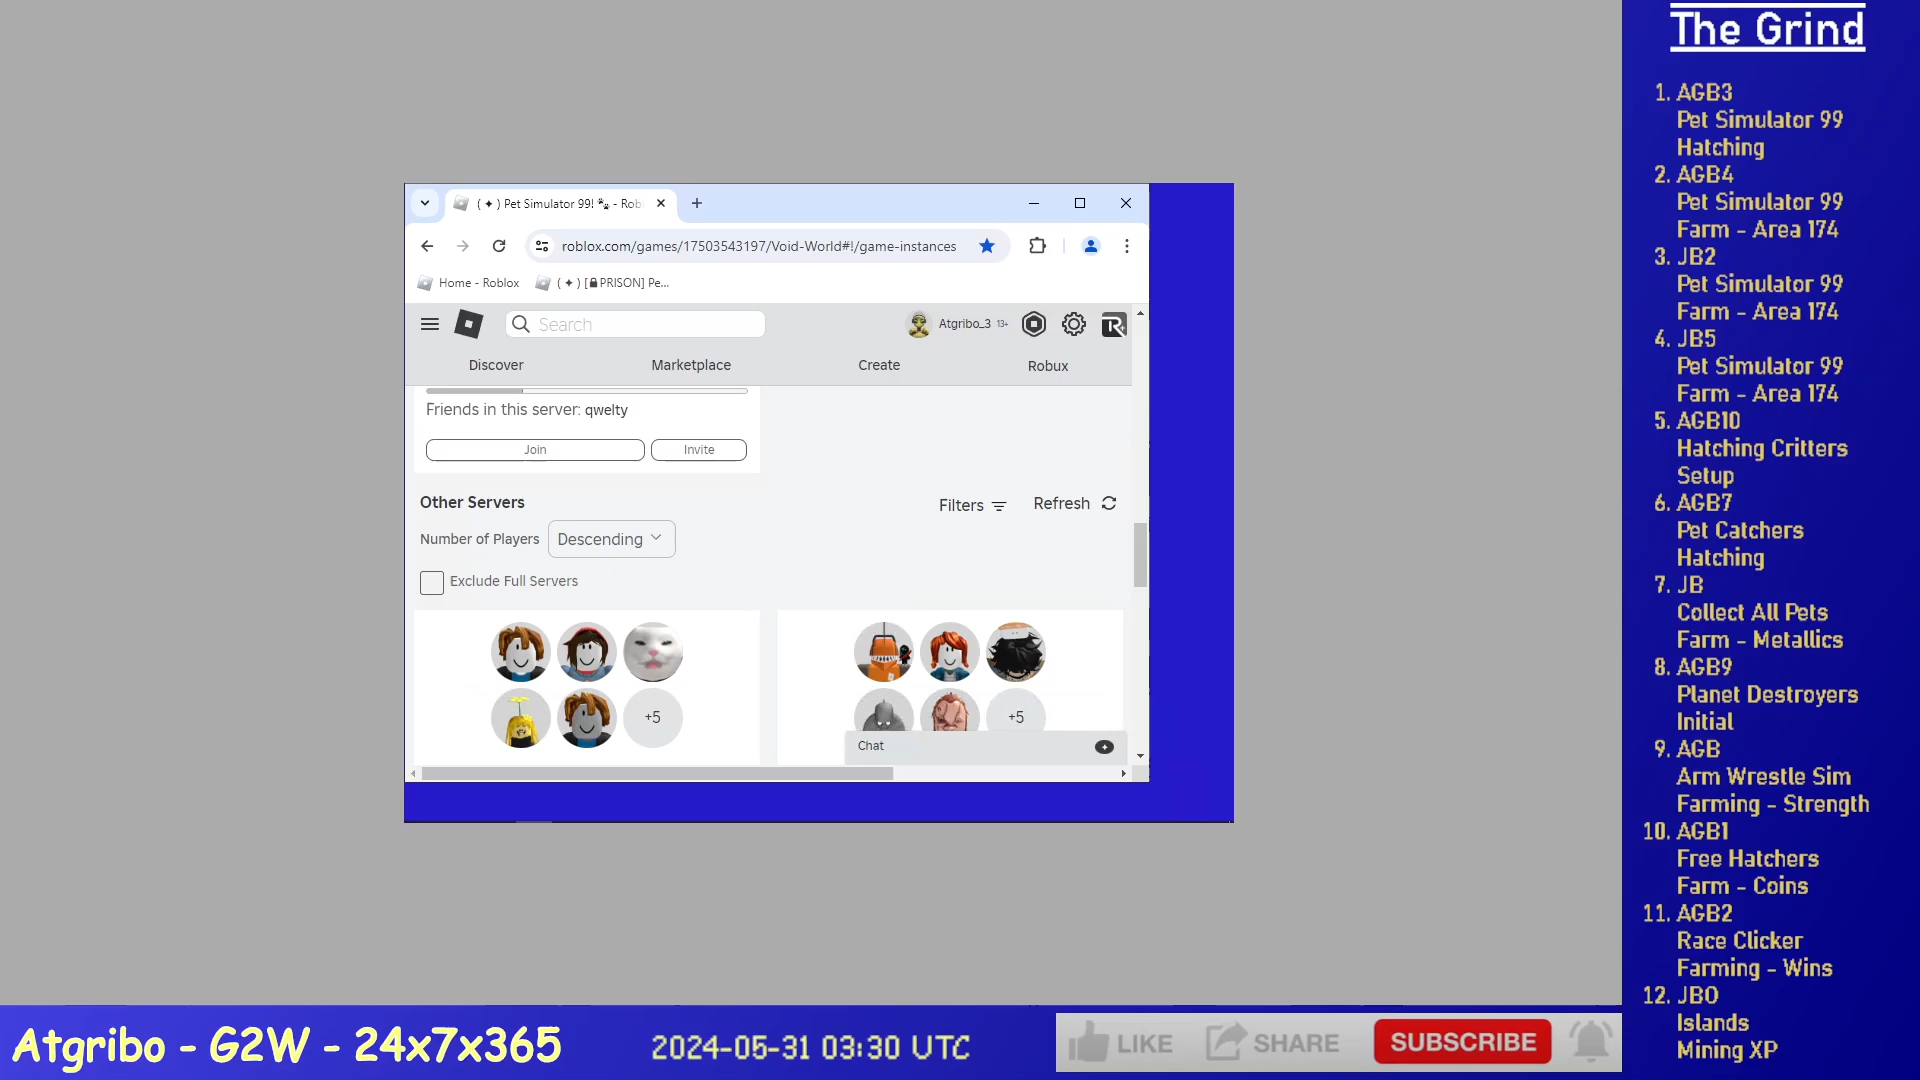 ( ✦ ) Pet Simulator 99! 🐾 - Rob
roblox.com/games/17503543197/Void-World#!/game-instances
Home - Roblox
( ✦ ) [🔒PRISON] Pe...
Search
Atgribo_3 13+
Discover
Marketplace
Create
Robux
Friends in this server: qwelty
Join
Invite
Other Servers
Filters
Refresh
Number of Players
Descending
Exclude Full Servers
+5
+5
Chat
The Grind
1. AGB3
Pet Simulator 99
Hatching
2. AGB4
Pet Simulator 99
Farm - Area 174
3. JB2
Pet Simulator 99
Farm - Area 174
4. JB5
Pet Simulator 99
Farm - Area 174
5. AGB10
Hatching Critters
Setup
6. AGB7
Pet Catchers
Hatching
7. JB
Collect All Pets
Farm - Metallics
8. AGB9
Planet Destroyers
Initial
9. AGB
Arm Wrestle Sim
Farming - Strength
10. AGB1
Free Hatchers
Farm - Coins
11. AGB2
Race Clicker
Farming - Wins
12. JB0
Islands
Mining XP
Atgribo - G2W - 24x7x365
2024-05-31 03:30 UTC
LIKE
SHARE
SUBSCRIBE